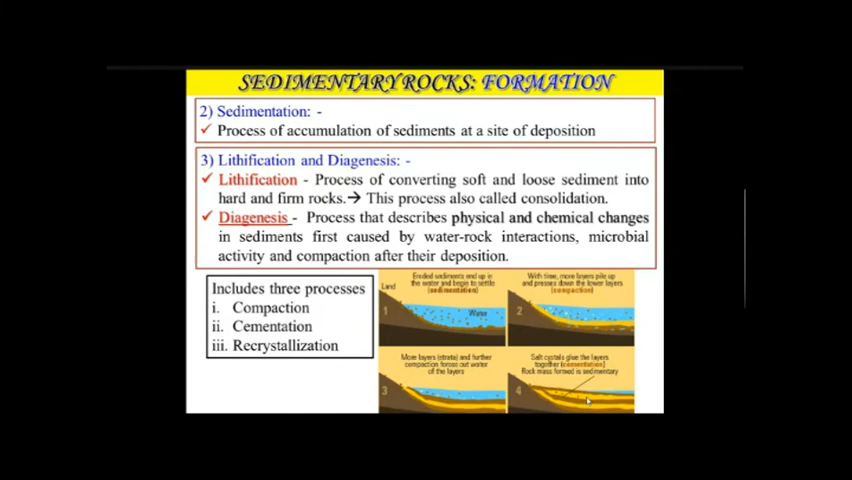 SEDIMENTARY ROCKS: FORMATION
2) Sedimentation: -
✓ Process of accumulation of sediments at a site of deposition
3) Lithification and Diagenesis: -
✓ Lithification - Process of converting soft and loose sediment into
hard and firm rocks.→ This process also called consolidation.
✓ Diagenesis - Process that describes physical and chemical changes
in sediments first caused by water-rock interactions, microbial
activity and compaction after their deposition.
Includes three processes
i. Compaction
ii. Cementation
iii. Recrystallization
Eroded sediments end up in
the water and begin to settle
(sedimentation)
Land
Water
1
With time, more layers pile up
and presses down the lower layers
(compaction)
2
More layers (strata) and further
compaction forces out water
of the layers
3
Salt crystals glue the layers
together (cementation)
Rock mass formed is sedimentary
4